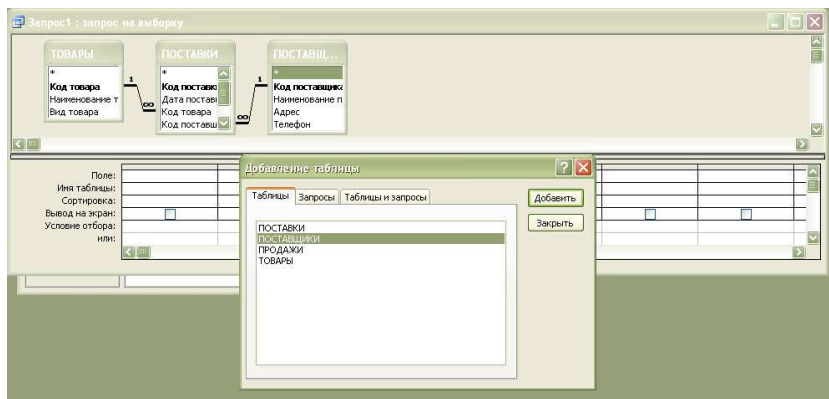 Запрос1 : запрос на выборку
ТОВАРЫ
*
Код товара
Наименование т
Вид товара
ПОСТАВКИ
*
Код поставк
Дата постав
Код товара
Код поставщ
ПОСТАВЩ...
*
Код поставщика
Наименование п
Адрес
Телефон
1
∞
1
∞
Поле:
Имя таблицы:
Сортировка:
Вывод на экран:
Условие отбора:
или:
Добавление таблицы
Таблицы Запросы Таблицы и запросы
ПОСТАВКИ
ПОСТАВЩИКИ
ПРОДАЖИ
ТОВАРЫ
Добавить
Закрыть